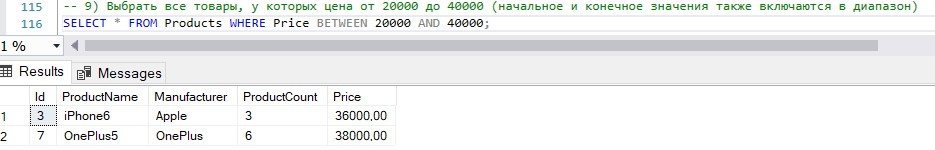 115 -- 9) Выбрать все товары, у которых цена от 20000 до 40000 (начальное и конечное значения также включаются в диапазон)
116 SELECT * FROM Products WHERE Price BETWEEN 20000 AND 40000;
1 %
Results Messages
Id ProductName Manufacturer ProductCount Price
1 3 iPhone6 Apple 3 36000,00
2 7 OnePlus5 OnePlus 6 38000,00